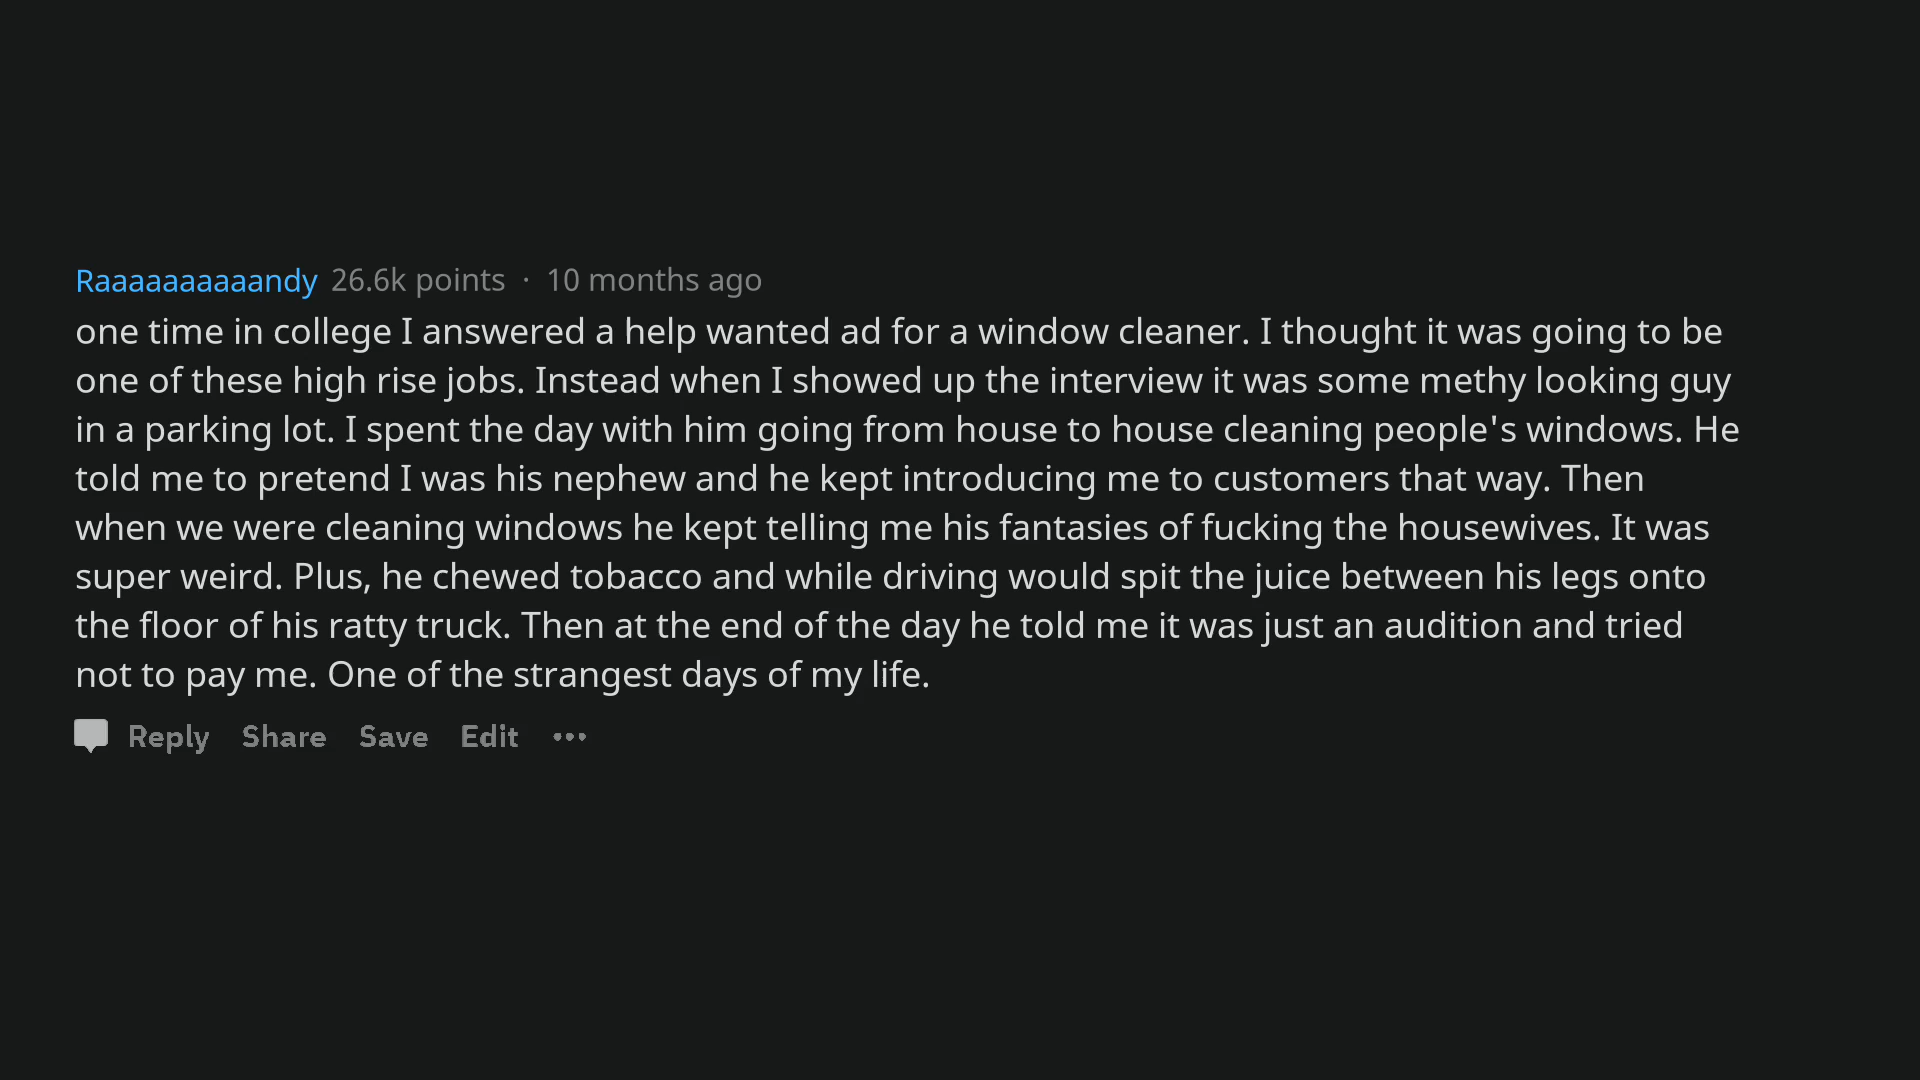 Raaaaaaaaaandy 26.6k points · 10 months ago
one time in college I answered a help wanted ad for a window cleaner. I thought it was going to be
one of these high rise jobs. Instead when I showed up the interview it was some methy looking guy
in a parking lot. I spent the day with him going from house to house cleaning people's windows. He
told me to pretend I was his nephew and he kept introducing me to customers that way. Then
when we were cleaning windows he kept telling me his fantasies of fucking the housewives. It was
super weird. Plus, he chewed tobacco and while driving would spit the juice between his legs onto
the floor of his ratty truck. Then at the end of the day he told me it was just an audition and tried
not to pay me. One of the strangest days of my life.
Reply Share Save Edit •••